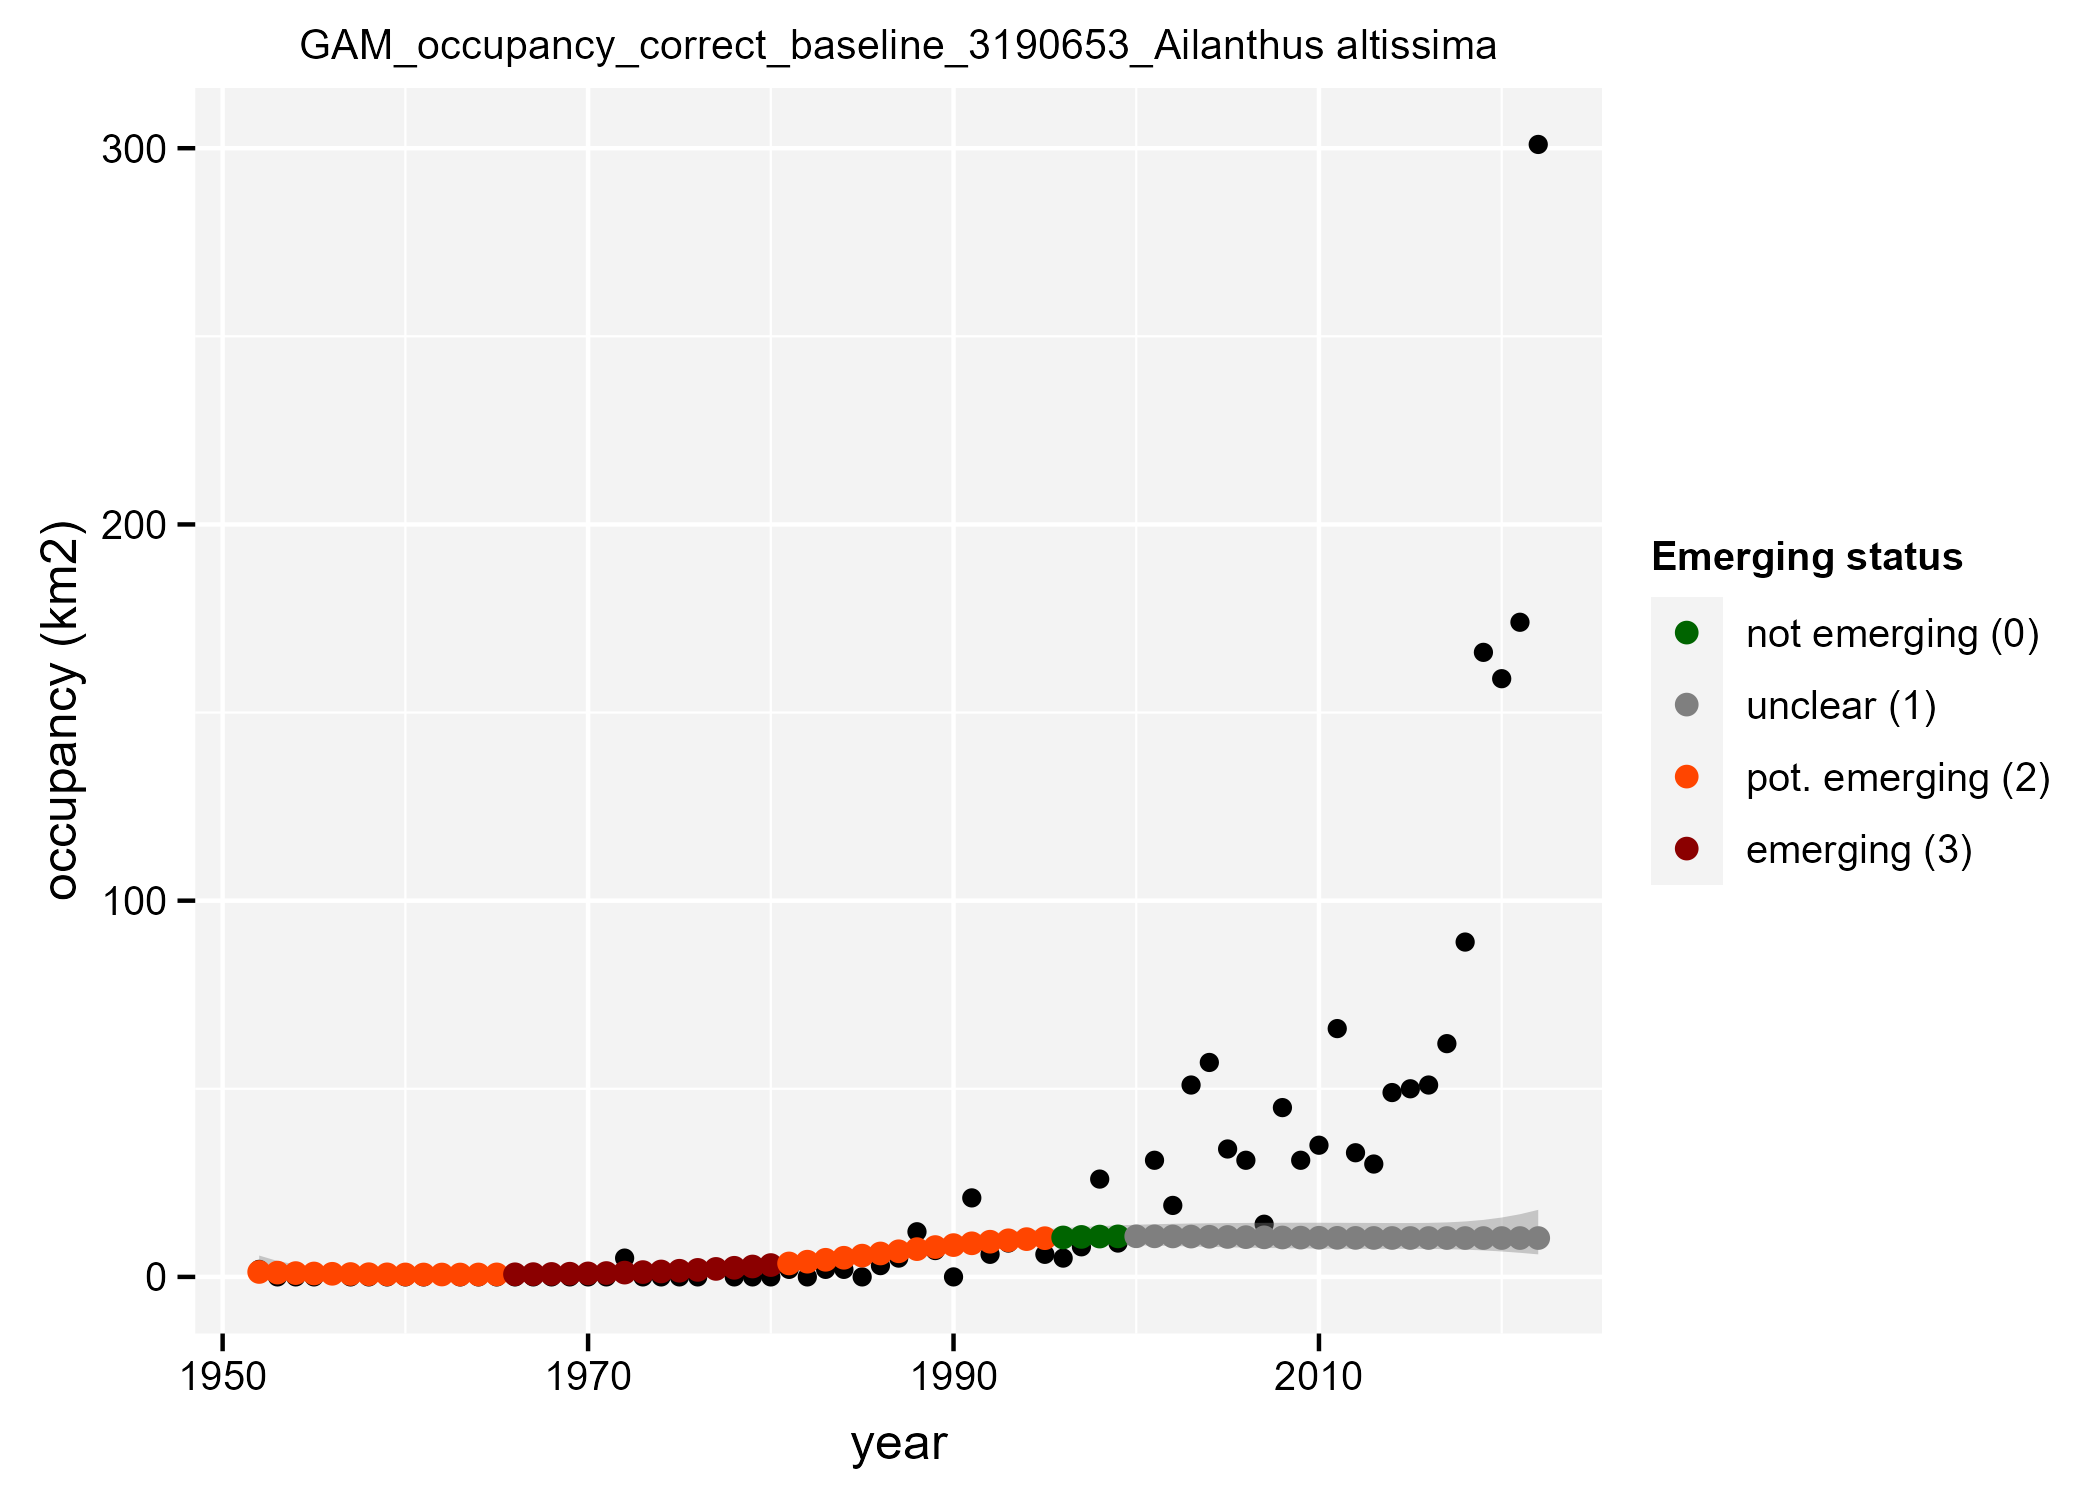 GAM_occupancy_correct_baseline_3190653_Ailanthus altissima
300
200
100
0
occupancy (km2)
1950
1970
1990
2010
year
Emerging status
not emerging (0)
unclear (1)
pot. emerging (2)
emerging (3)